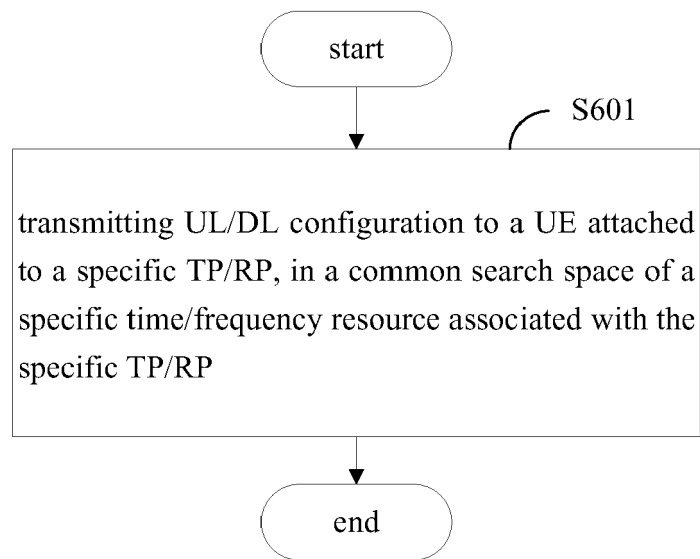 start
S601
transmitting UL/DL configuration to a UE attached
to a specific TP/RP, in a common search space of a
specific time/frequency resource associated with the
specific TP/RP
end